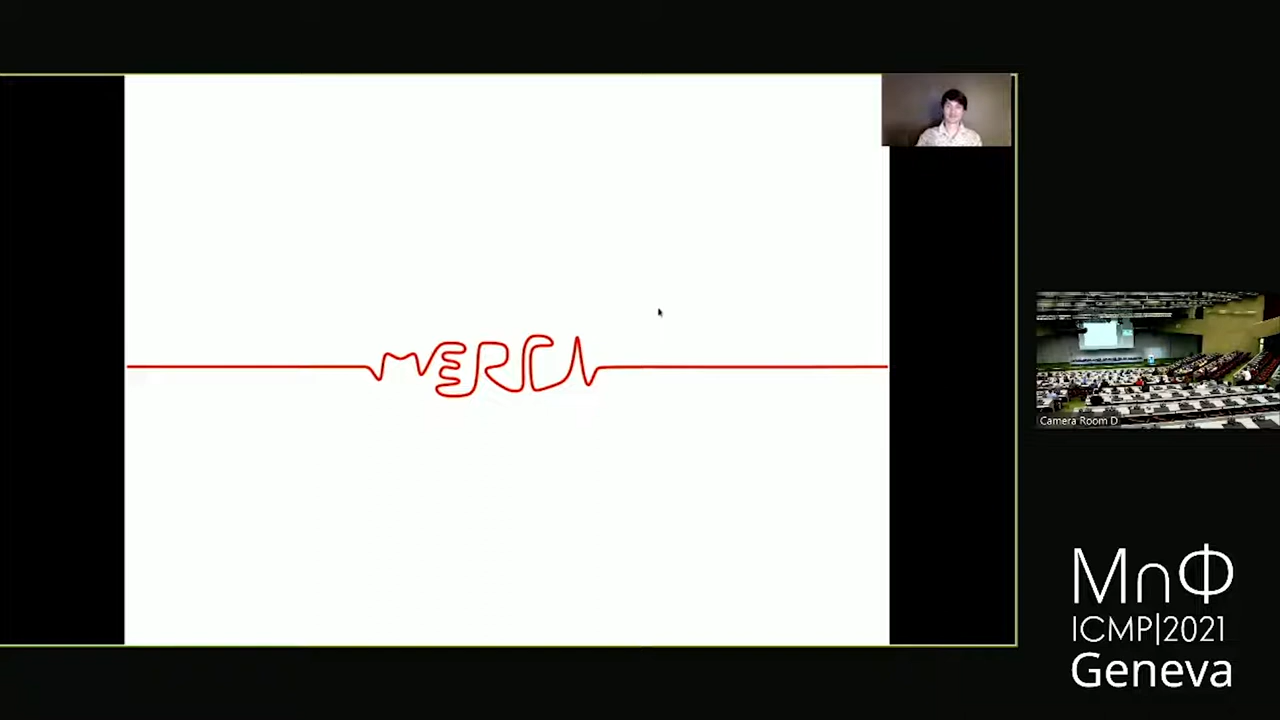 MERCI
Camera Room D
M∩Φ
ICMP|2021
Geneva